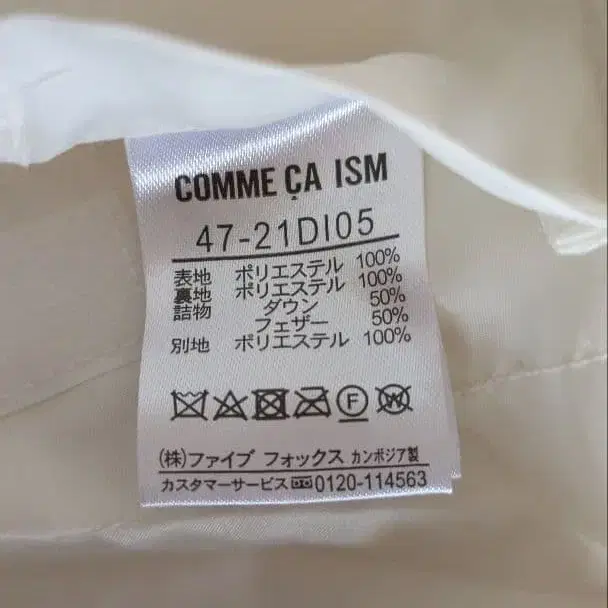 COMME ÇA ISM
47-21DI05
表地 ポリエステル 100%
裏地 ポリエステル 100%
詰物 ダウン 50%
フェザー 50%
別地 ポリエステル 100%
F W
(株)ファイブ フォックス カンボジア製
カスタマーサービス 0120-114563